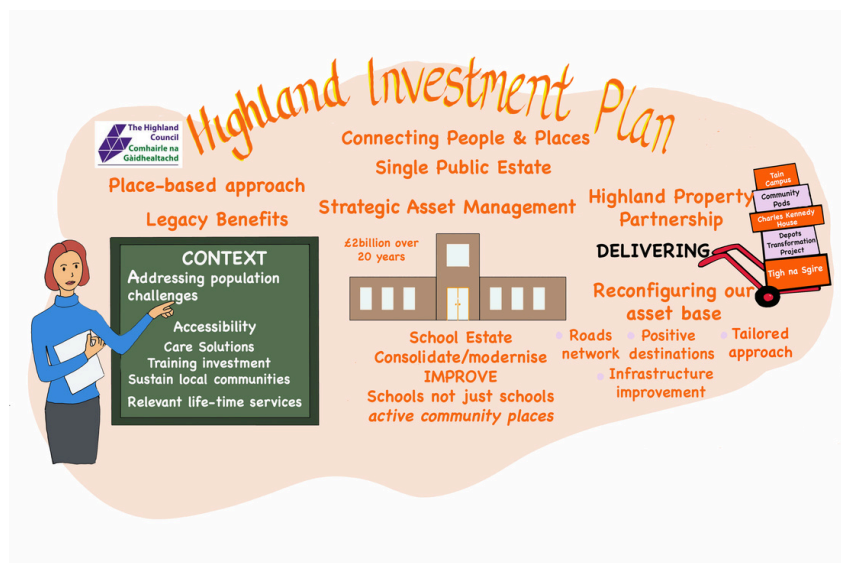 Highland Investment Plan
The Highland
Council
Comhairle na
Gàidhealtachd
Connecting People & Places
Single Public Estate
Strategic Asset Management
Place-based approach
Legacy Benefits
Highland Property
Partnership
DELIVERING
Tain
Campus
Community
Pods
Charles Kennedy
House
Depots
Transformation
Project
Tigh na Sgire
CONTEXT
Addressing population
challenges
Accessibility
Care Solutions
Training investment
Sustain local communities
Relevant life-time services
£2billion over
20 years
School Estate
Consolidate/modernise
IMPROVE
Schools not just schools
active community places
Reconfiguring our
asset base
Roads
network
Positive
destinations
Tailored
approach
Infrastructure
improvement